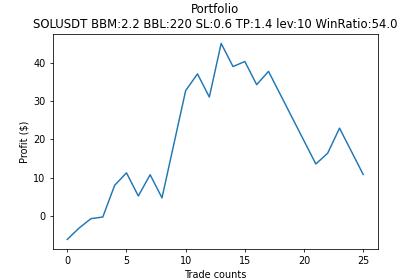 Portfolio
SOLUSDT BBM:2.2 BBL:220 SL:0.6 TP:1.4 lev:10 WinRatio:54.0
40
30
20
10
0
Profit ($)
0 5 10 15 20 25
Trade counts